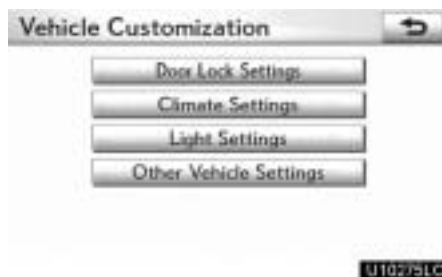 Vehicle Customization
Door Lock Settings
Climate Settings
Light Settings
Other Vehicle Settings
U10275LC